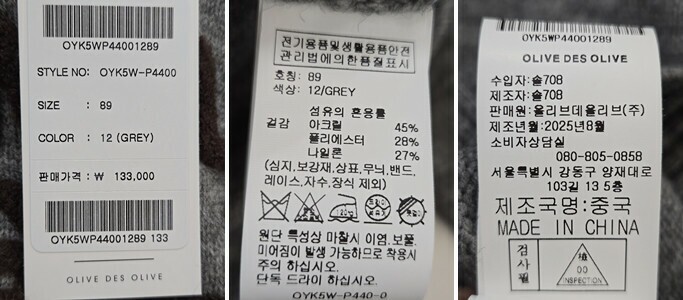 OYK5WP44001289
STYLE NO: OYK5W-P4400
SIZE : 89
COLOR : 12 (GREY)
판매가격 : ₩ 133,000
OYK5WP44001289 133
OLIVE DES OLIVE
전기용품및생활용품안전
관리법에의한품질표시
호칭: 89
색상: 12/GREY
섬유의 혼용률
겉감 아크릴 45%
폴리에스터 28%
나일론 27%
(심지,보강재,상표,무늬,밴드,
레이스,자수,장식 제외)
원단 특성상 마찰시 이염,보풀,
미어짐이 발생 가능하므로 착용시
주의 하십시오.
단독 드라이 하십시오.
OYK5W-P440-0
OYK5WP44001289
OLIVE DES OLIVE
수입자:솔708
제조자:솔708
판매원:올리브데올리브(주)
제조년월:2025년8월
소비자상담실
080-805-0858
서울특별시 강동구 양재대로
103길 13 5층
제조국명:중국
MADE IN CHINA
검사필
00
INSPECTION